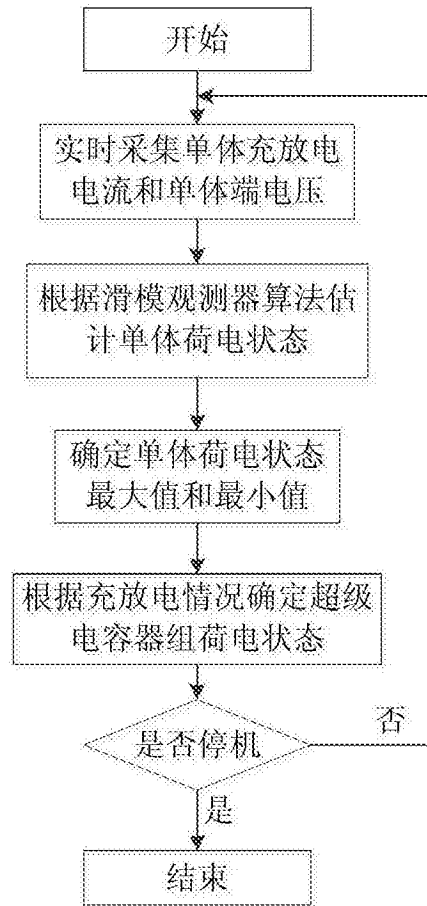 开始
实时采集单体充放电
电流和单体端电压
根据滑模观测器算法估
计单体荷电状态
确定单体荷电状态
最大值和最小值
根据充放电情况确定超级
电容器组荷电状态
是否停机
否
是
结束